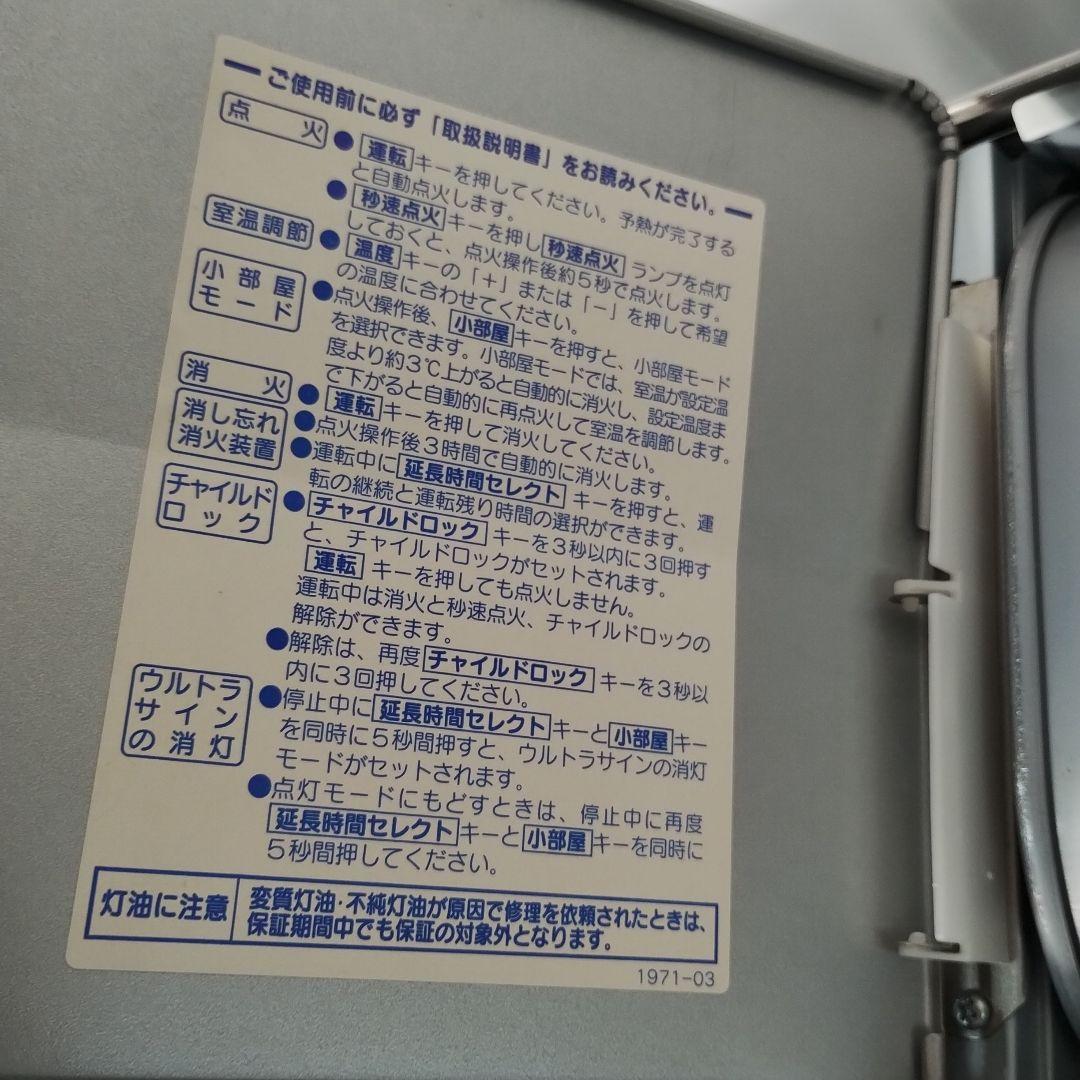 ご使用前に必ず「取扱説明書」をお読みください。
点火
●運転キーを押してください。予熱が完了する
と自動点火します。
●秒速点火キーを押し秒速点火ランプを点灯
しておくと、点火操作後約5秒で点火します。
室温調節
●温度キーの「＋」または「－」を押して希望
の温度に合わせてください。
小部屋
モード
●点火操作後、小部屋キーを押すと、小部屋モード
を選択できます。小部屋モードでは、室温が設定温
度より約3℃上がると自動的に消火し、設定温度ま
で下がると自動的に再点火して室温を調節します。
消火
●運転キーを押して消火してください。
消し忘れ
消火装置
●点火操作後3時間で自動的に消火します。
●運転中に延長時間セレクトキーを押すと、運
転の継続と運転残り時間の選択ができます。
チャイルド
ロック
●チャイルドロックキーを3秒以内に3回押す
と、チャイルドロックがセットされます。
運転キーを押しても点火しません。
運転中は消火と秒速点火、チャイルドロックの
解除ができます。
●解除は、再度チャイルドロックキーを3秒以
内に3回押してください。
ウルトラ
サイン
の消灯
●停止中に延長時間セレクトキーと小部屋キー
を同時に5秒間押すと、ウルトラサインの消灯
モードがセットされます。
●点灯モードにもどすときは、停止中に再度
延長時間セレクトキーと小部屋キーを同時に
5秒間押してください。
灯油に注意
変質灯油・不純灯油が原因で修理を依頼されたときは、
保証期間中でも保証の対象外となります。
1971-03